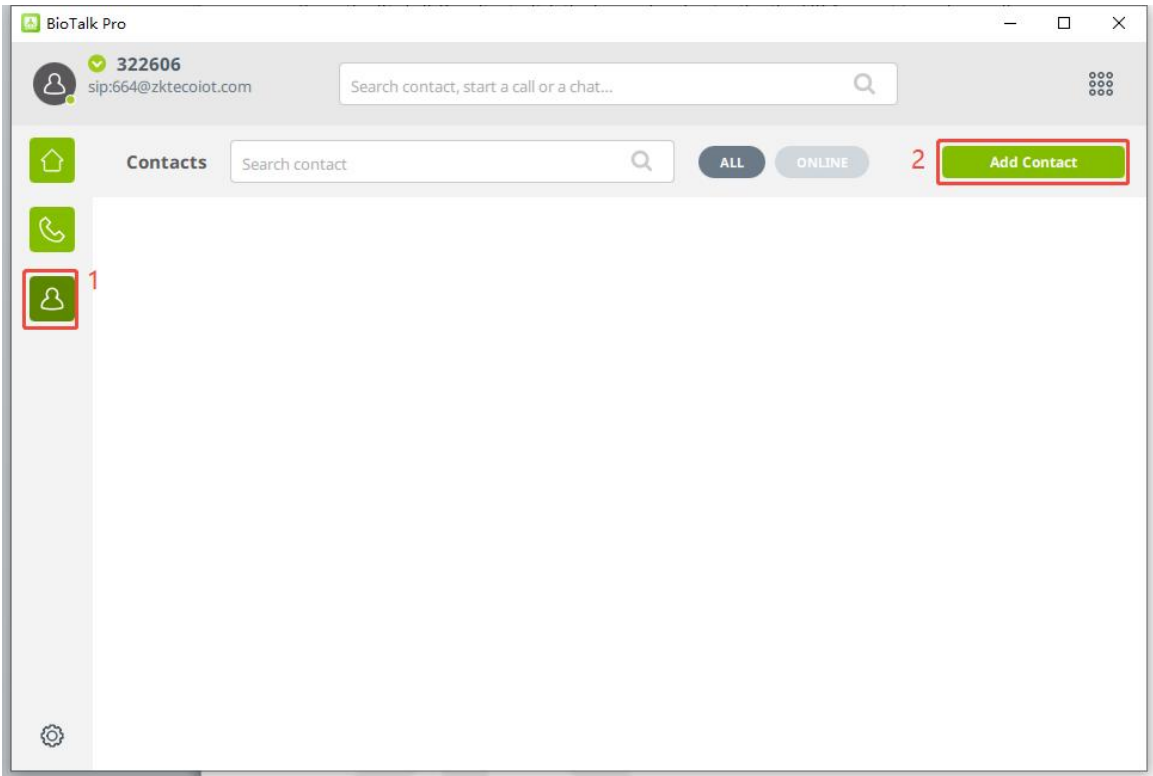 BioTalk Pro
322606
sip:664@zktecoiot.com
Search contact, start a call or a chat...
Contacts
Search contact
ALL
ONLINE
2
Add Contact
1